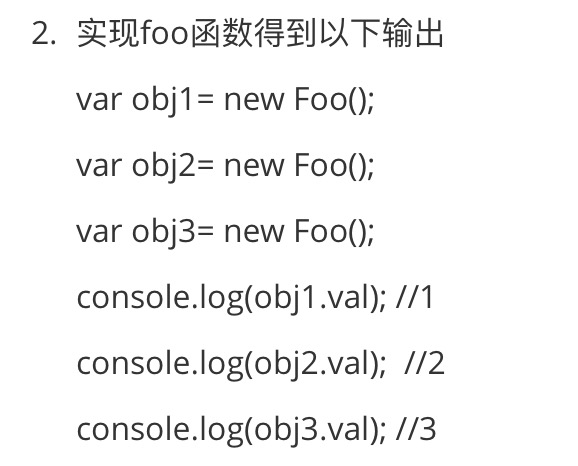 2. 实现foo函数得到以下输出
var obj1= new Foo();
var obj2= new Foo();
var obj3= new Foo();
console.log(obj1.val); //1
console.log(obj2.val);  //2
console.log(obj3.val); //3